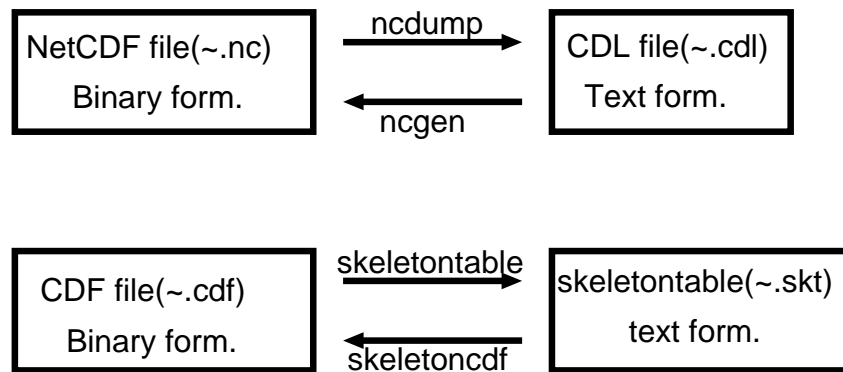 ncdump
NetCDF file(~.nc)
Binary form.
CDL file(~.cdl)
Text form.
ncgen
skeletontable
CDF file(~.cdf)
Binary form.
skeletontable(~.skt)
text form.
skeletoncdf